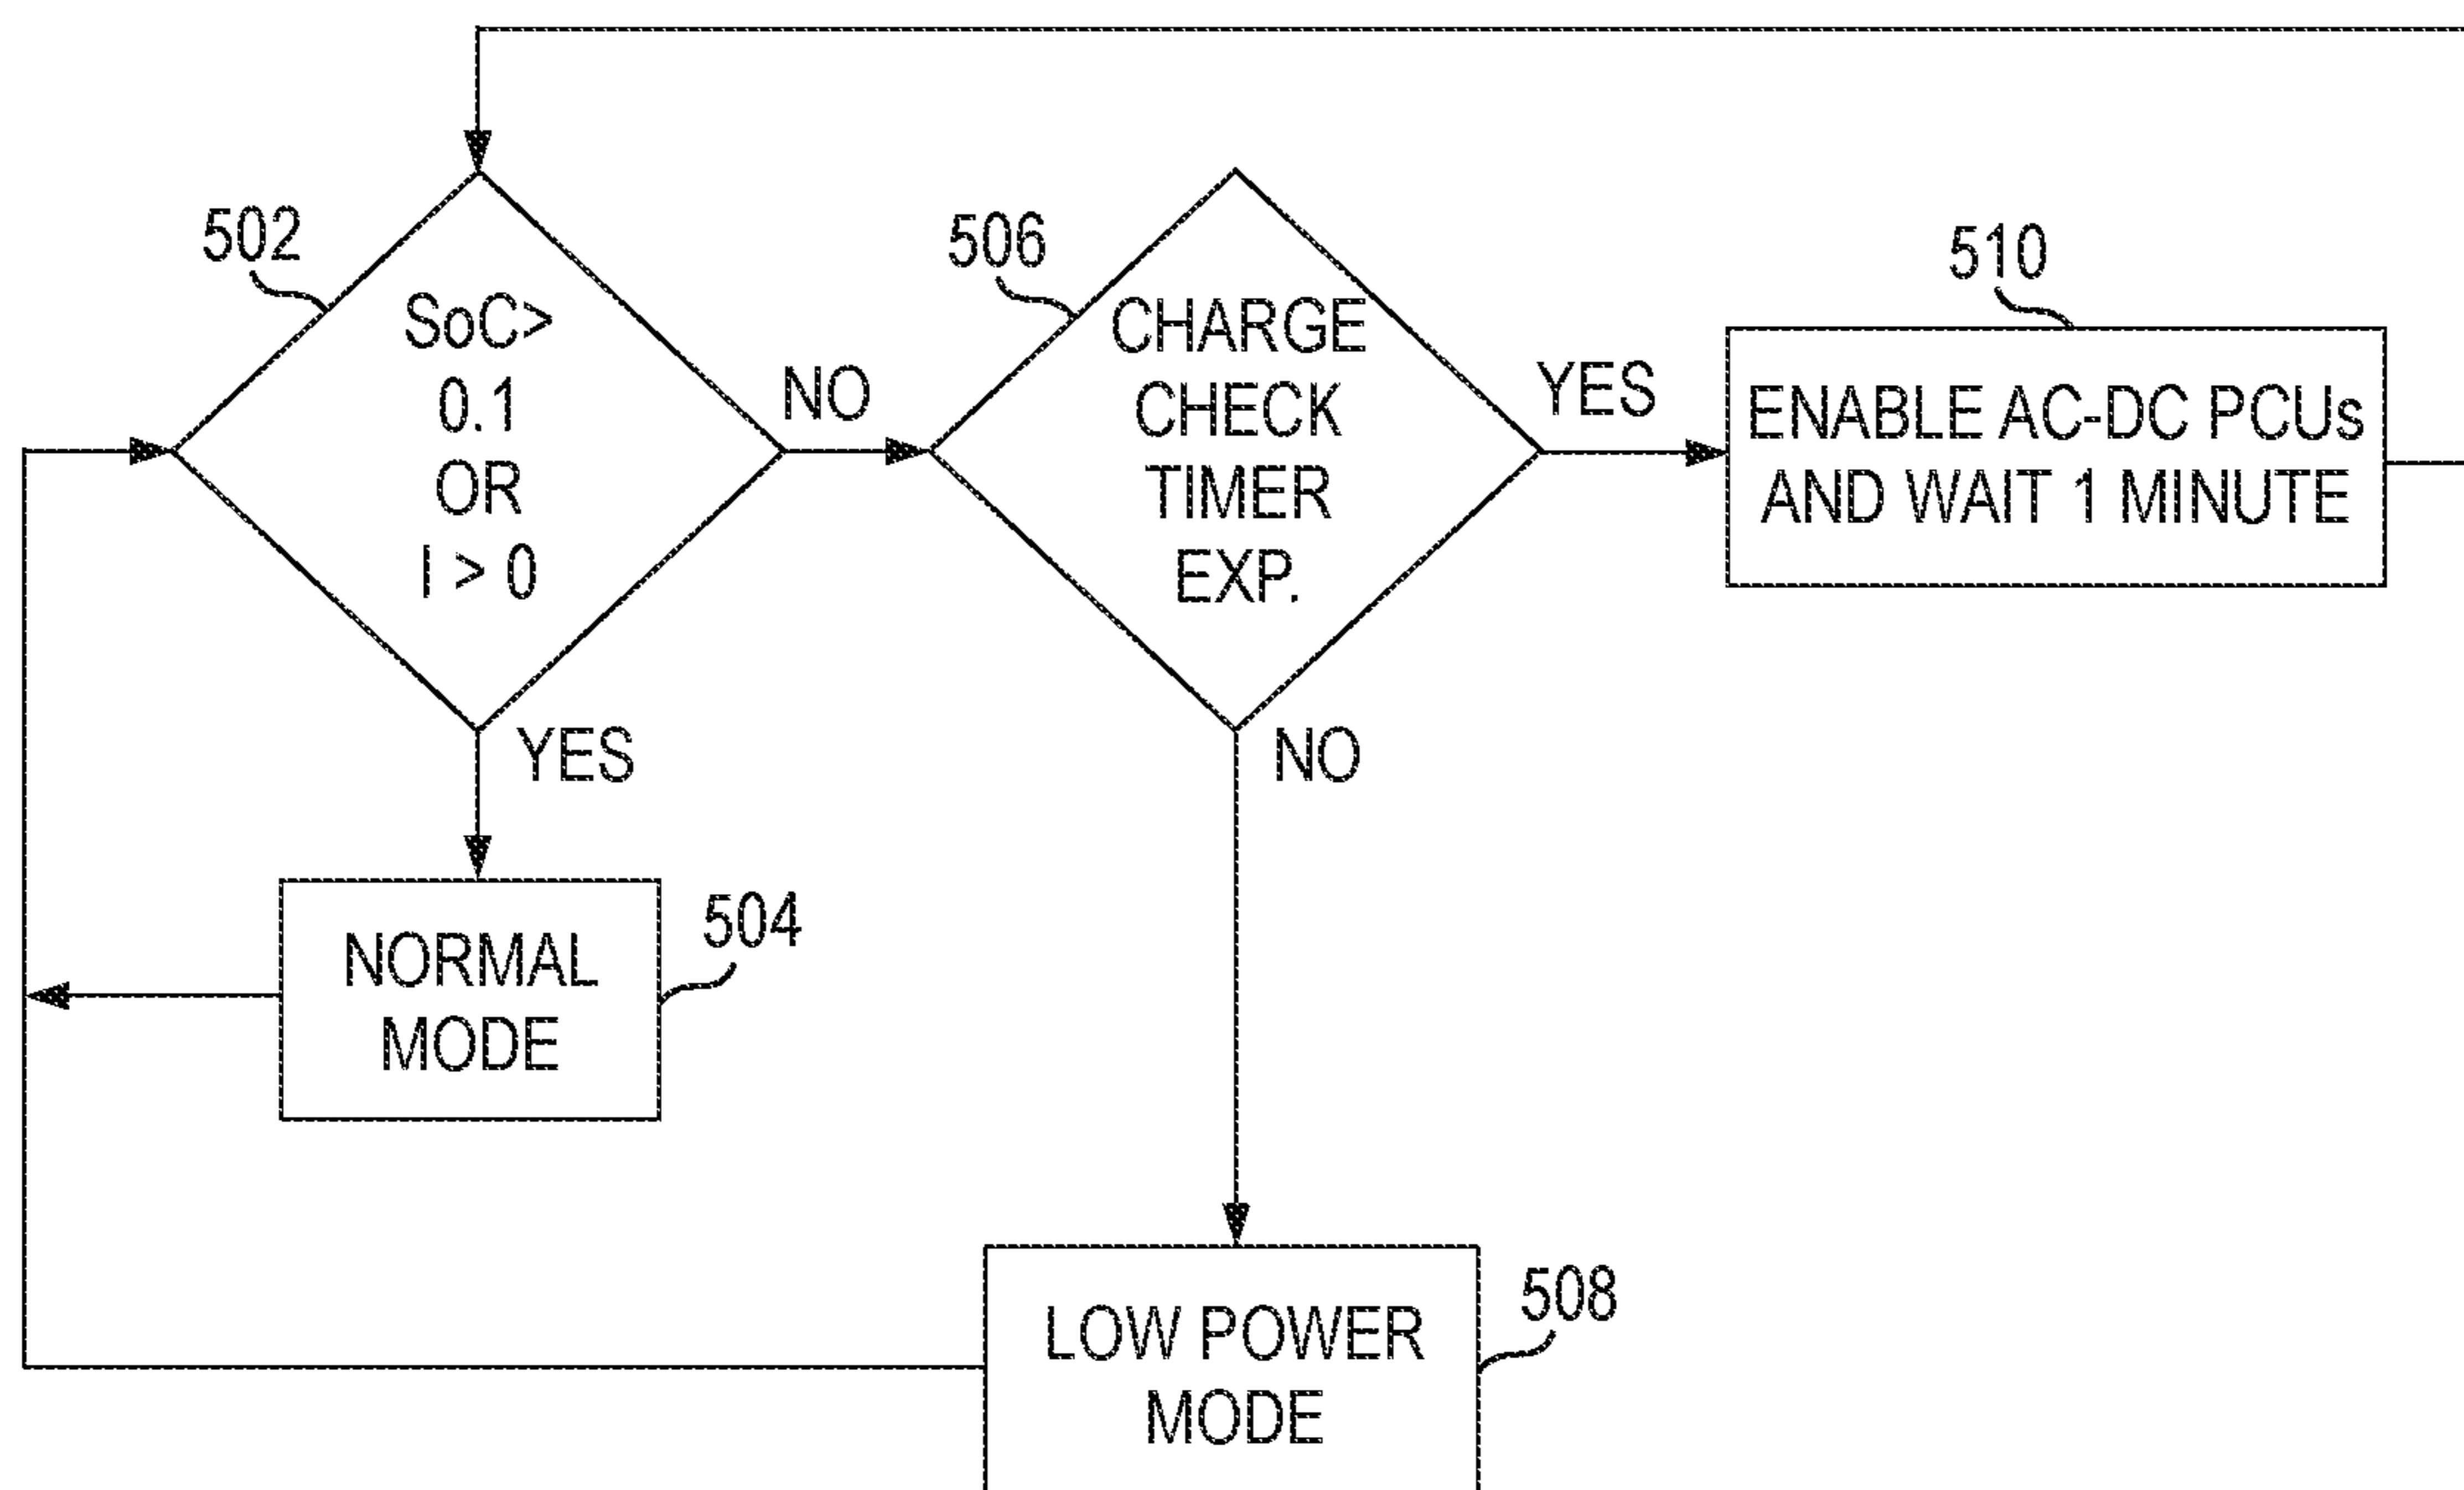 502
SoC>
0.1
OR
I > 0
NO
YES
506
CHARGE
CHECK
TIMER
EXP.
YES
NO
510
ENABLE AC-DC PCUs
AND WAIT 1 MINUTE
NORMAL
MODE
504
LOW POWER
MODE
508